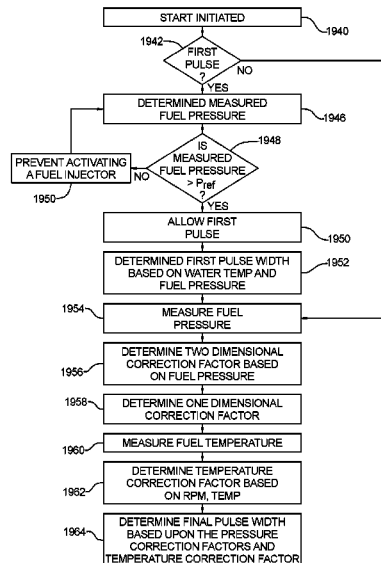 START INITIATED
1940
1942
FIRST
PULSE
?
NO
YES
DETERMINED MEASURED
FUEL PRESSURE
1946
IS
MEASURED
FUEL PRESSURE
> Pref
?
1948
PREVENT ACTIVATING
A FUEL INJECTOR
1950
NO
YES
ALLOW FIRST
PULSE
1950
DETERMINED FIRST PULSE WIDTH
BASED ON WATER TEMP AND
FUEL PRESSURE
1952
1954
MEASURE FUEL
PRESSURE
DETERMINE TWO DIMENSIONAL
CORRECTION FACTOR BASED
ON FUEL PRESSURE
1956
1958
DETERMINE ONE DIMENSIONAL
CORRECTION FACTOR
MEASURE FUEL TEMPERATURE
1960
DETERMINE TEMPERATURE
CORRECTION FACTOR BASED
ON RPM, TEMP
1962
DETERMINE FINAL PULSE WIDTH
BASED UPON THE PRESSURE
CORRECTION FACTORS AND
TEMPERATURE CORRECTION FACTOR
1964